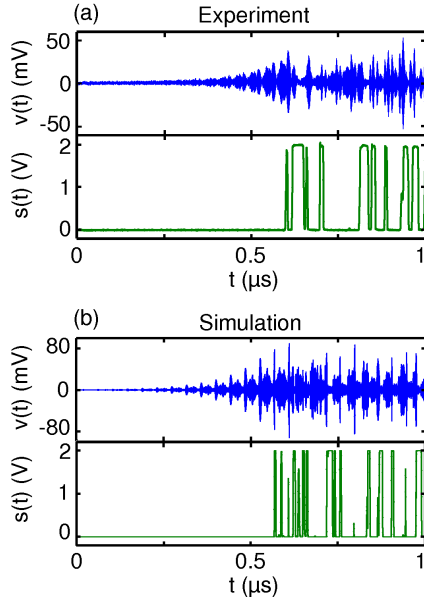 (a) Experiment
50
0
-50
v(t) (mV)
2
1
0
s(t) (V)
0 0.5 1
t (μs)
(b) Simulation
80
0
-80
v(t) (mV)
2
1
0
s(t) (V)
0 0.5 1
t (μs)